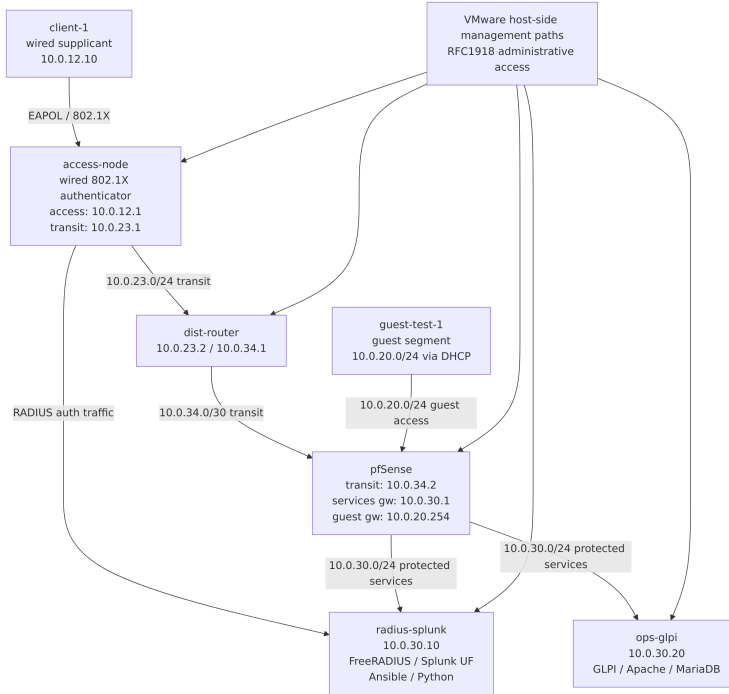 client-1
wired supplicant
10.0.12.10
VMware host-side
management paths
RFC1918 administrative
access
EAPOL / 802.1X
access-node
wired 802.1X
authenticator
access: 10.0.12.1
transit: 10.0.23.1
10.0.23.0/24 transit
dist-router
10.0.23.2 / 10.0.34.1
guest-test-1
guest segment
10.0.20.0/24 via DHCP
RADIUS auth traffic
10.0.34.0/30 transit
10.0.20.0/24 guest
access
pfSense
transit: 10.0.34.2
services gw: 10.0.30.1
guest gw: 10.0.20.254
10.0.30.0/24 protected
services
10.0.30.0/24 protected
services
radius-splunk
10.0.30.10
FreeRADIUS / Splunk UF
Ansible / Python
ops-glpi
10.0.30.20
GLPI / Apache / MariaDB